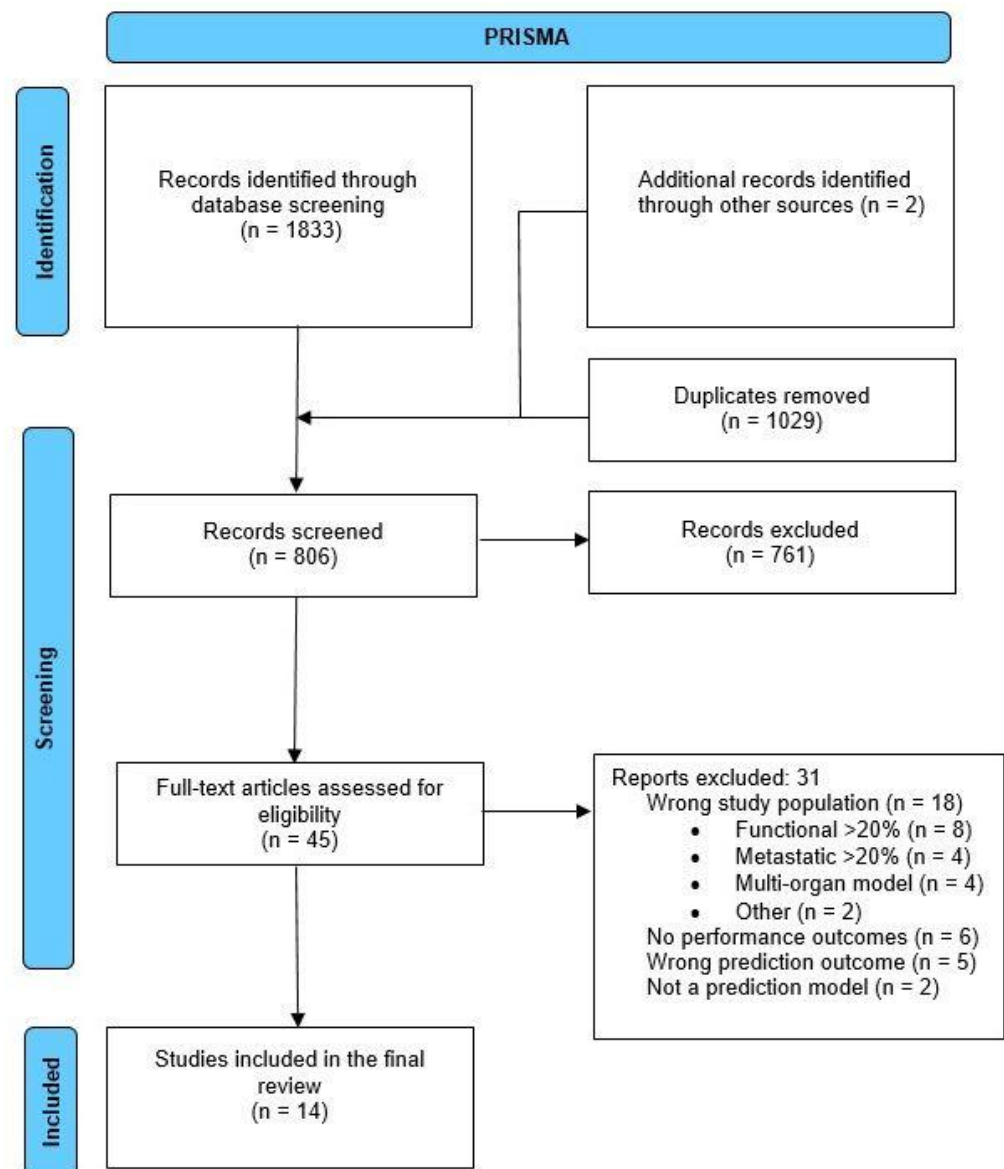 PRISMA
Identification
Records identified through
database screening
(n = 1833)
Additional records identified
through other sources (n = 2)
Duplicates removed
(n = 1029)
Screening
Records screened
(n = 806)
Records excluded
(n = 761)
Full-text articles assessed for
eligibility
(n = 45)
Reports excluded: 31
Wrong study population (n = 18)
• Functional >20% (n = 8)
• Metastatic >20% (n = 4)
• Multi-organ model (n = 4)
• Other (n = 2)
No performance outcomes (n = 6)
Wrong prediction outcome (n = 5)
Not a prediction model (n = 2)
Included
Studies included in the final
review
(n = 14)